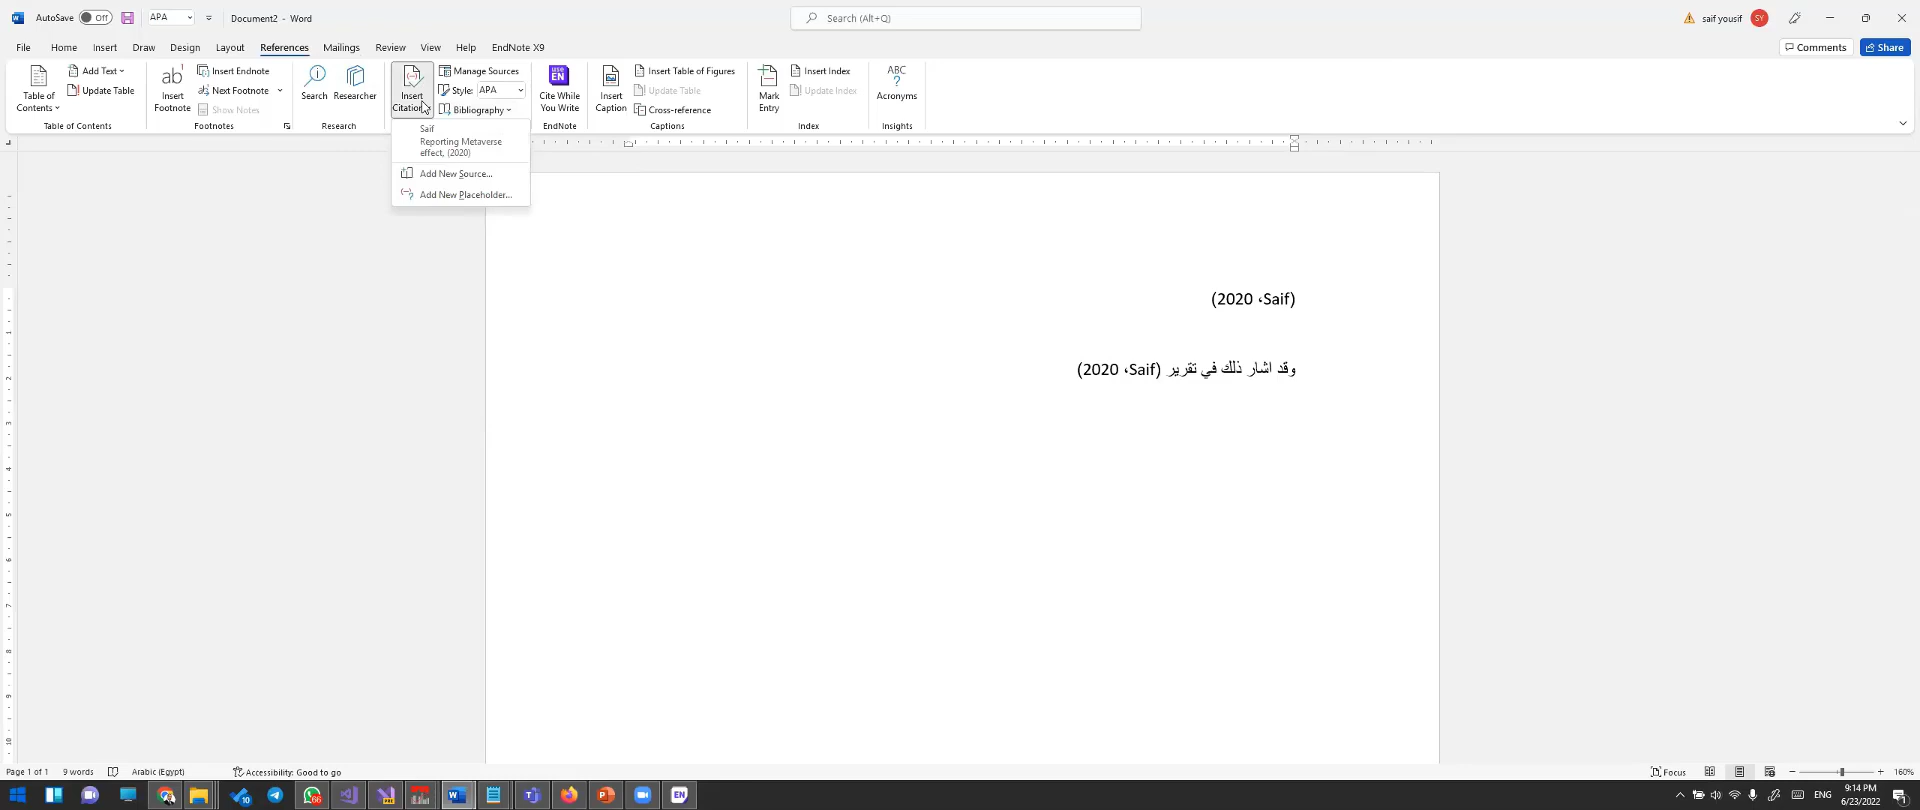 AutoSave Off APA Document2 - Word Search (Alt+Q) saif yousif SY
File Home Insert Draw Design Layout References Mailings Review View Help EndNote X9 Comments Share
Table of Contents
Add Text
Update Table
Table of Contents
ab
Insert Footnote
Insert Endnote
Next Footnote
Show Notes
Footnotes
Search
Researcher
Research
Insert Citation
Manage Sources
Style: APA
Bibliography
EN
Cite While You Write
EndNote
Insert Caption
Insert Table of Figures
Update Table
Cross-reference
Captions
Mark Entry
Insert Index
Update Index
Index
ABC
?
Acronyms
Insights
Saif
Reporting Metaverse
effect, (2020)
Add New Source...
Add New Placeholder...
(Saif، 2020)
وقد اشار ذلك في تقرير (Saif، 2020)
Page 1 of 1 9 words Arabic (Egypt) Accessibility: Good to go Focus 160%
ENG 9:14 PM
6/23/2022